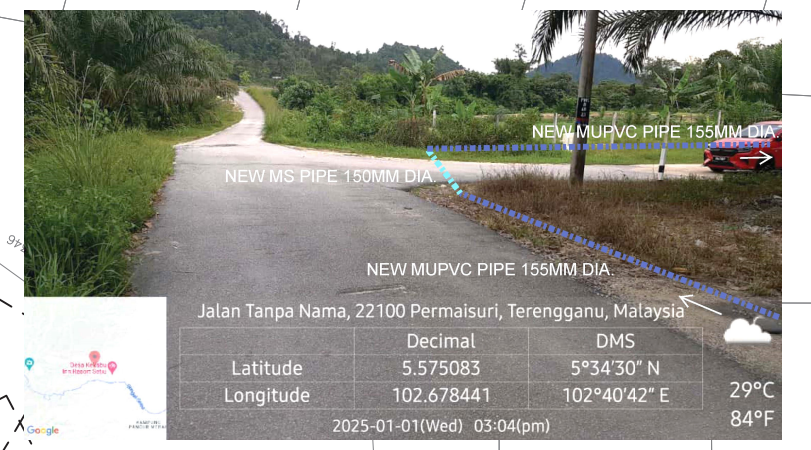 NEW MUPVC PIPE 155MM DIA.
NEW MS PIPE 150MM DIA.
NEW MUPVC PIPE 155MM DIA.
946
Jalan Tanpa Nama, 22100 Permaisuri, Terengganu, Malaysia
Decimal DMS
Latitude 5.575083 5°34'30" N
Longitude 102.678441 102°40'42" E
2025-01-01(Wed) 03:04(pm)
29°C
84°F
Google